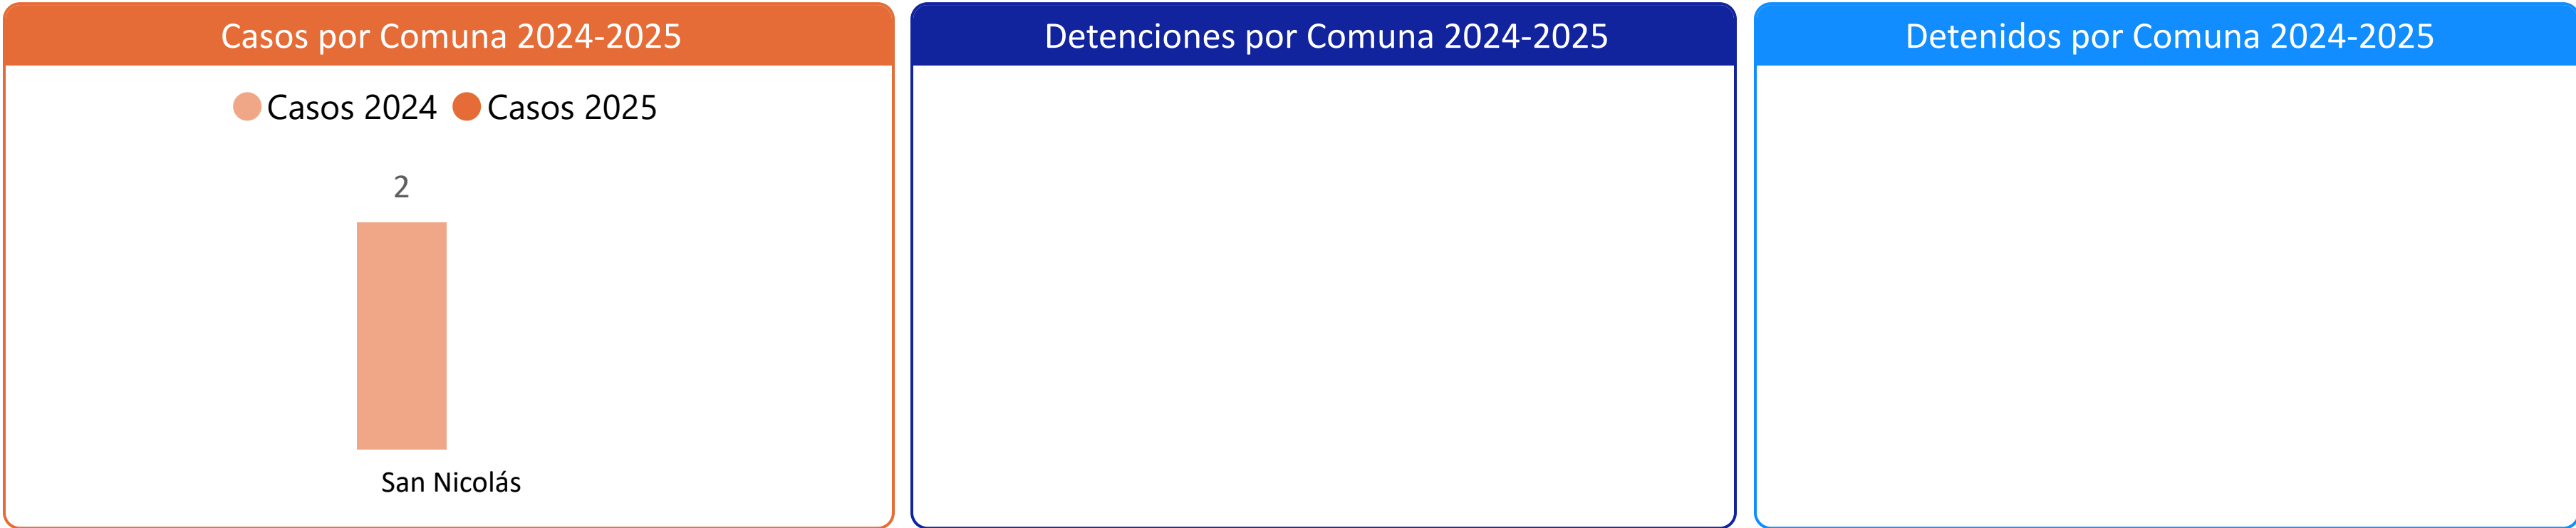 Casos por Comuna 2024-2025
Casos 2024 Casos 2025
2
San Nicolás
Detenciones por Comuna 2024-2025
Detenidos por Comuna 2024-2025